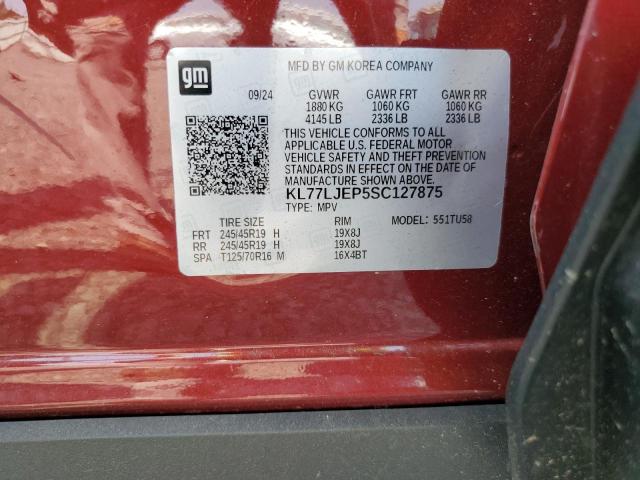 gm
MFD BY GM KOREA COMPANY
09/24 GVWR GAWR FRT GAWR RR
1880 KG 1060 KG 1060 KG
4145 LB 2336 LB 2336 LB
THIS VEHICLE CONFORMS TO ALL
APPLICABLE U.S. FEDERAL MOTOR
VEHICLE SAFETY AND THEFT PREVENTION
STANDARDS IN EFFECT ON THE DATE OF
MANUFACTURE SHOWN ABOVE.
KL77LJEP5SC127875
TYPE: MPV
TIRE SIZE RIM MODEL: 551TU58
FRT 245/45R19 H 19X8J
RR 245/45R19 H 19X8J
SPA T125/70R16 M 16X4BT